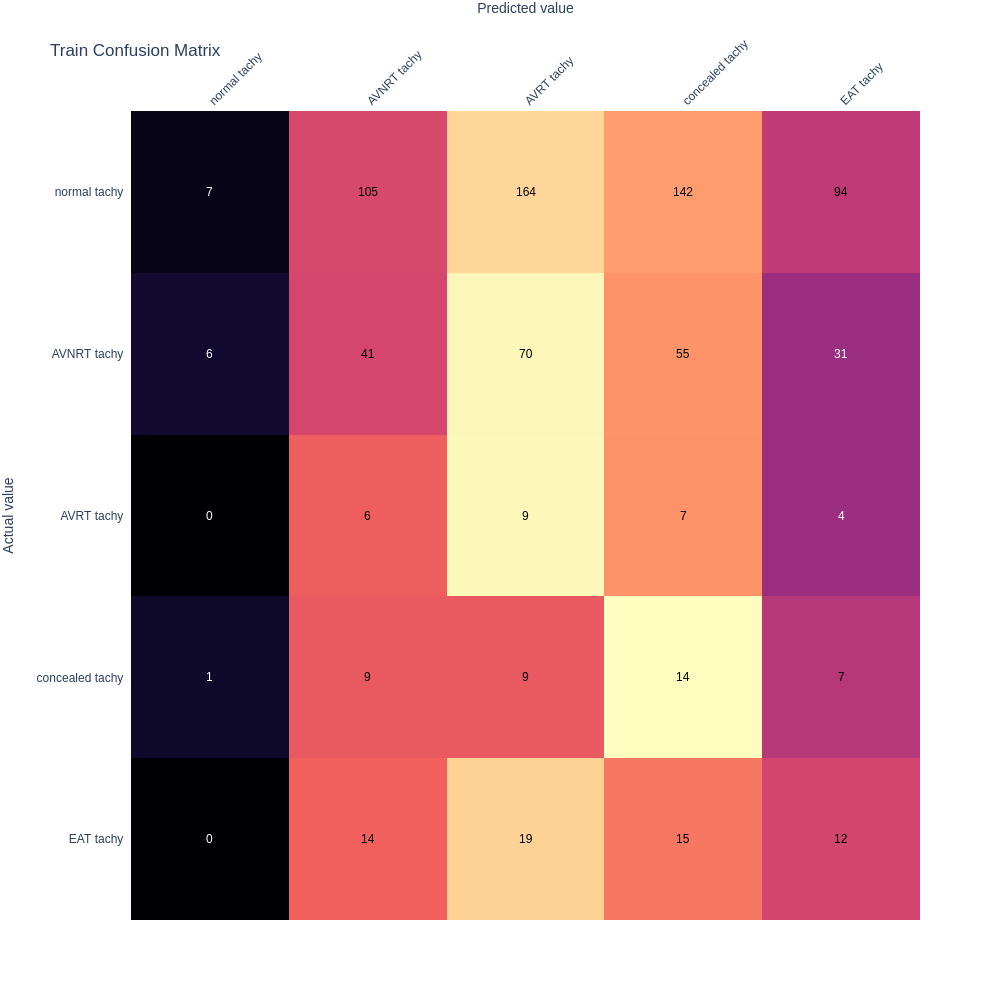 Predicted value
Train Confusion Matrix
normal tachy
AVNRT tachy
AVRT tachy
concealed tachy
EAT tachy
normal tachy 7 105 164 142 94
AVNRT tachy 6 41 70 55 31
AVRT tachy 0 6 9 7 4
concealed tachy 1 9 9 14 7
EAT tachy 0 14 19 15 12
Actual value